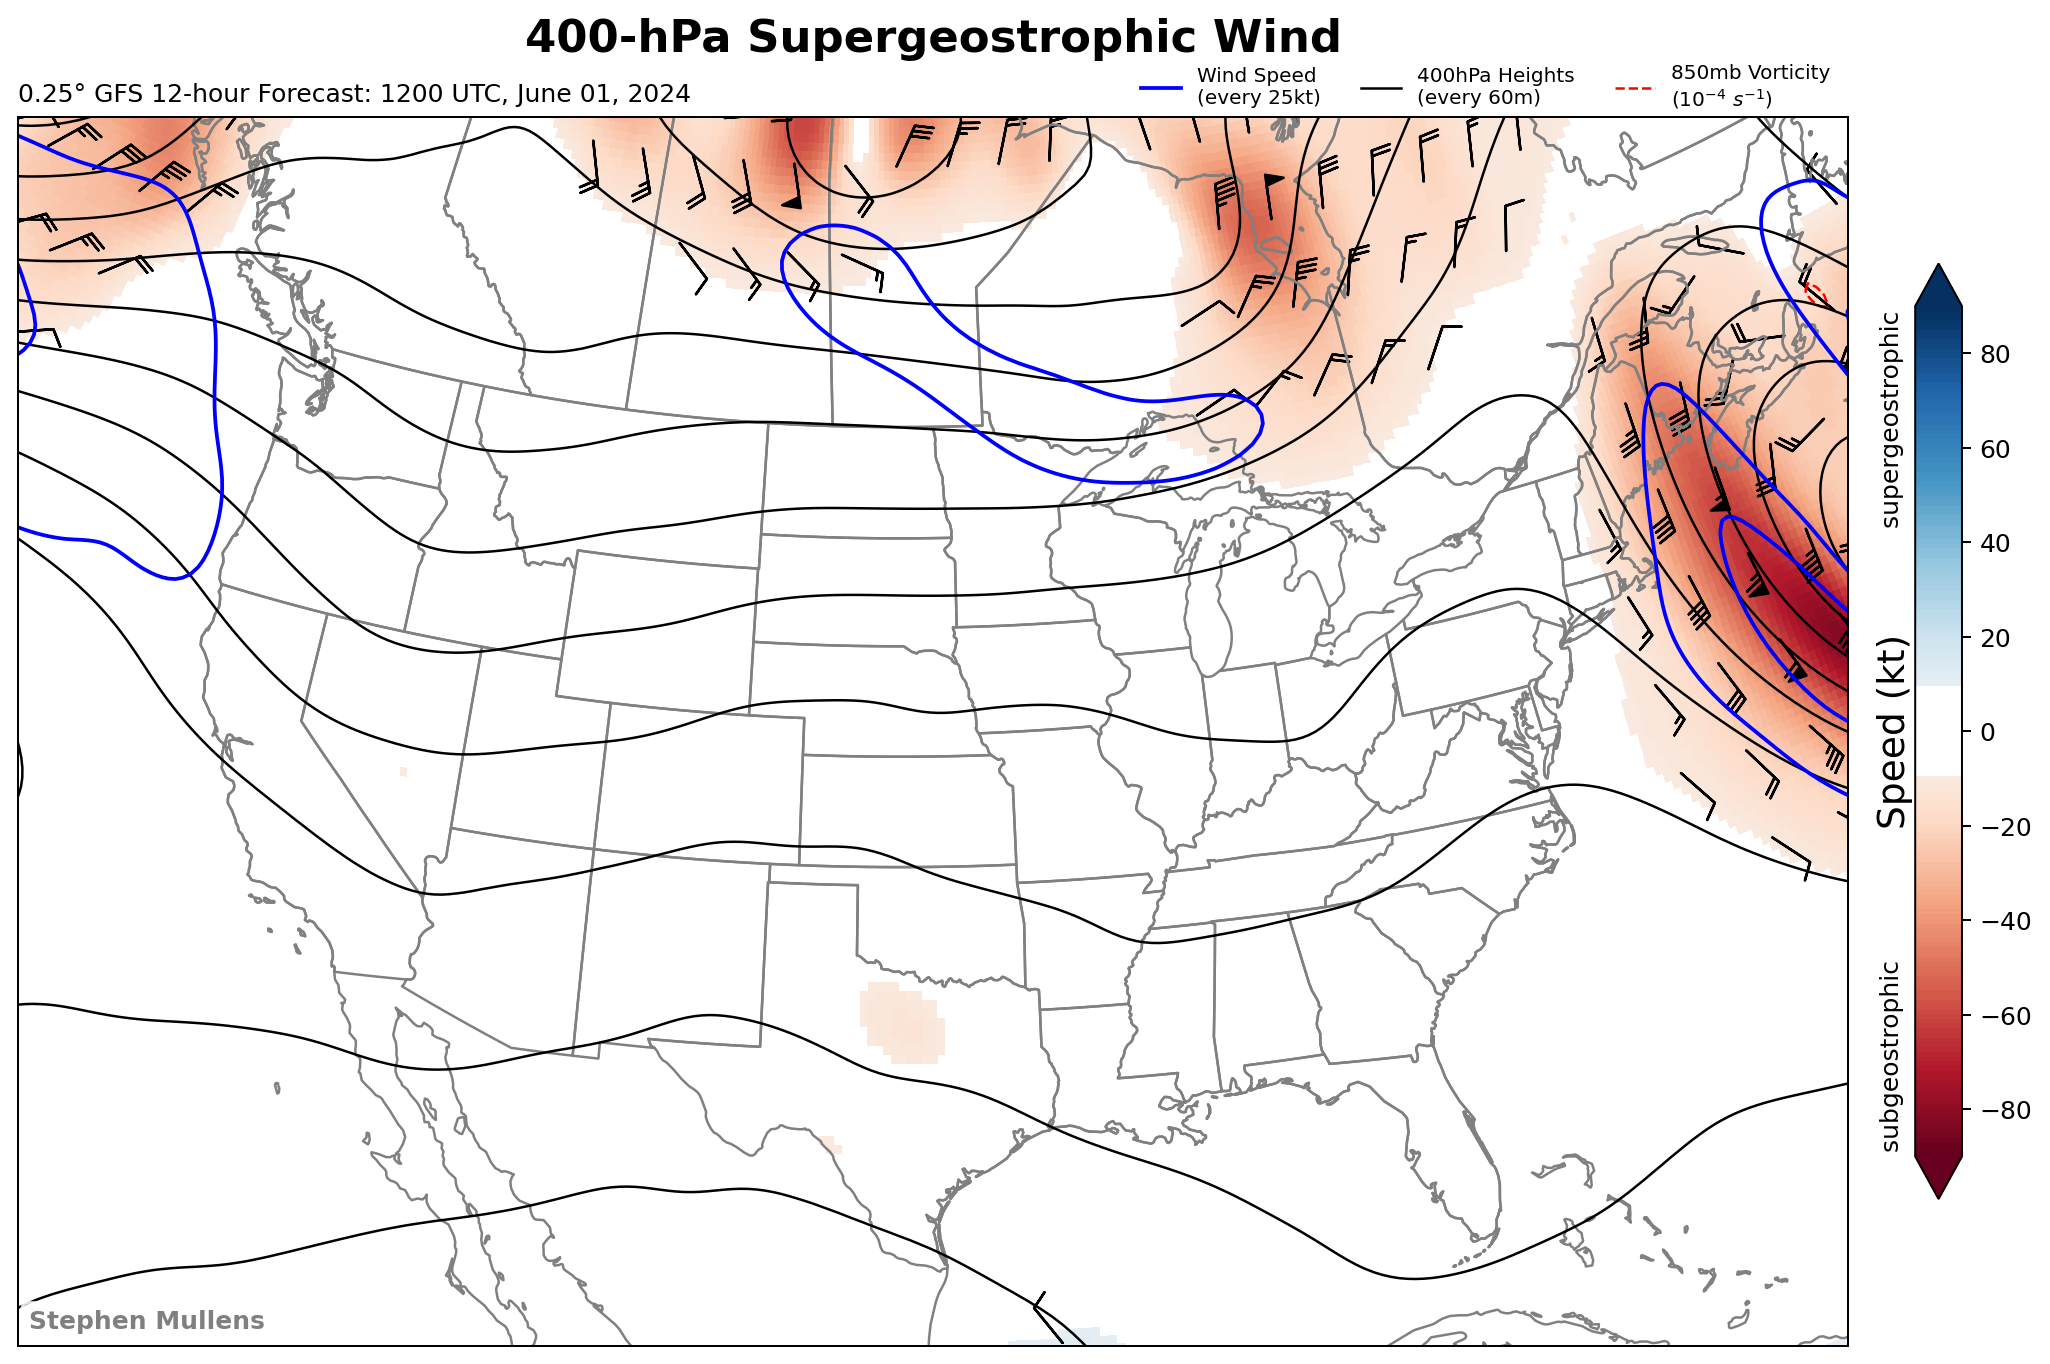 400-hPa Supergeostrophic Wind
0.25° GFS 12-hour Forecast: 1200 UTC, June 01, 2024
Wind Speed
(every 25kt)
400hPa Heights
(every 60m)
850mb Vorticity
(10⁻⁴ s⁻¹)
supergeostrophic
Speed (kt)
subgeostrophic
80
60
40
20
0
−20
−40
−60
−80
Stephen Mullens